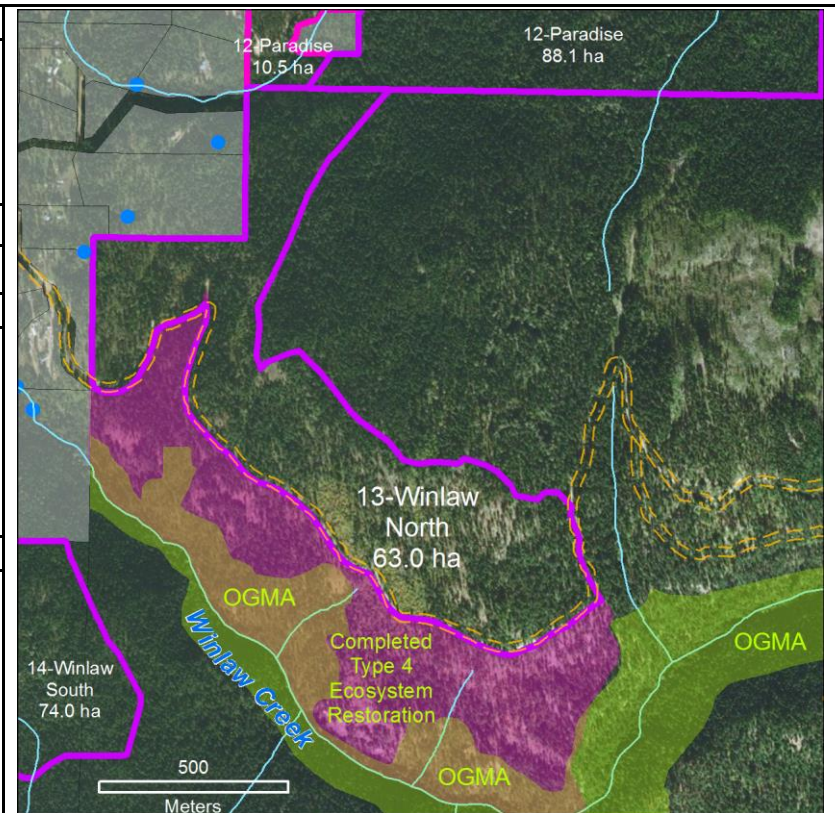 12-Paradise
10.5 ha
12-Paradise
88.1 ha
13-Winlaw
North
63.0 ha
OGMA
Winlaw Creek
Completed
Type 4
Ecosystem
Restoration
OGMA
14-Winlaw
South
74.0 ha
OGMA
500
Meters